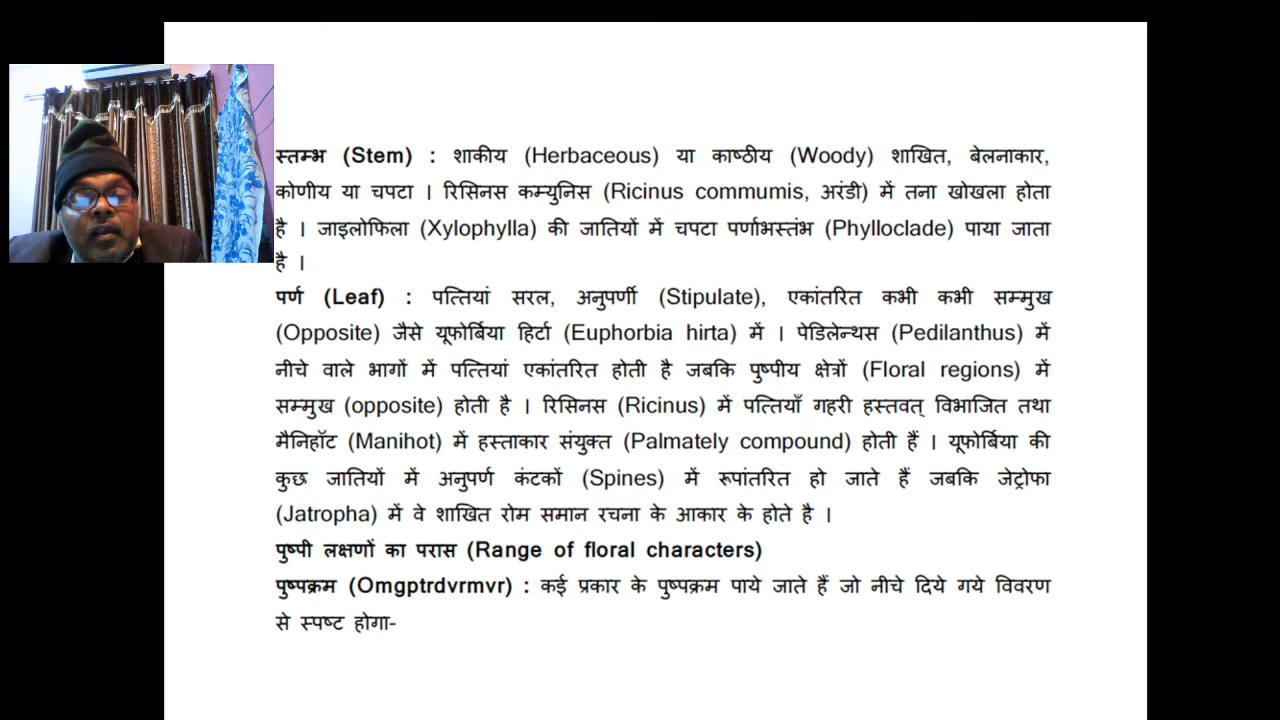 स्तम्भ (Stem) : शाकीय (Herbaceous) या काष्ठीय (Woody) शाखित, बेलनाकार,
कोणीय या चपटा । रिसिनस कम्युनिस (Ricinus commumis, अरंडी) में तना खोखला होता
है । जाइलोफिला (Xylophylla) की जातियों में चपटा पर्णाभस्तंभ (Phylloclade) पाया जाता
है ।
पर्ण (Leaf) : पत्तियां सरल, अनुपर्णी (Stipulate), एकांतरित कभी कभी सम्मुख
(Opposite) जैसे यूफोर्बिया हिर्टा (Euphorbia hirta) में । पेडिलेन्थस (Pedilanthus) में
नीचे वाले भागों में पत्तियां एकांतरित होती है जबकि पुष्पीय क्षेत्रों (Floral regions) में
सम्मुख (opposite) होती है । रिसिनस (Ricinus) में पत्तियाँ गहरी हस्तवत् विभाजित तथा
मैनिहॉट (Manihot) में हस्ताकार संयुक्त (Palmately compound) होती हैं । यूफोर्बिया की
कुछ जातियों में अनुपर्ण कंटकों (Spines) में रूपांतरित हो जाते हैं जबकि जेट्रोफा
(Jatropha) में वे शाखित रोम समान रचना के आकार के होते है ।
पुष्पी लक्षणों का परास (Range of floral characters)
पुष्पक्रम (Omgptrdvrmvr) : कई प्रकार के पुष्पक्रम पाये जाते हैं जो नीचे दिये गये विवरण
से स्पष्ट होगा-